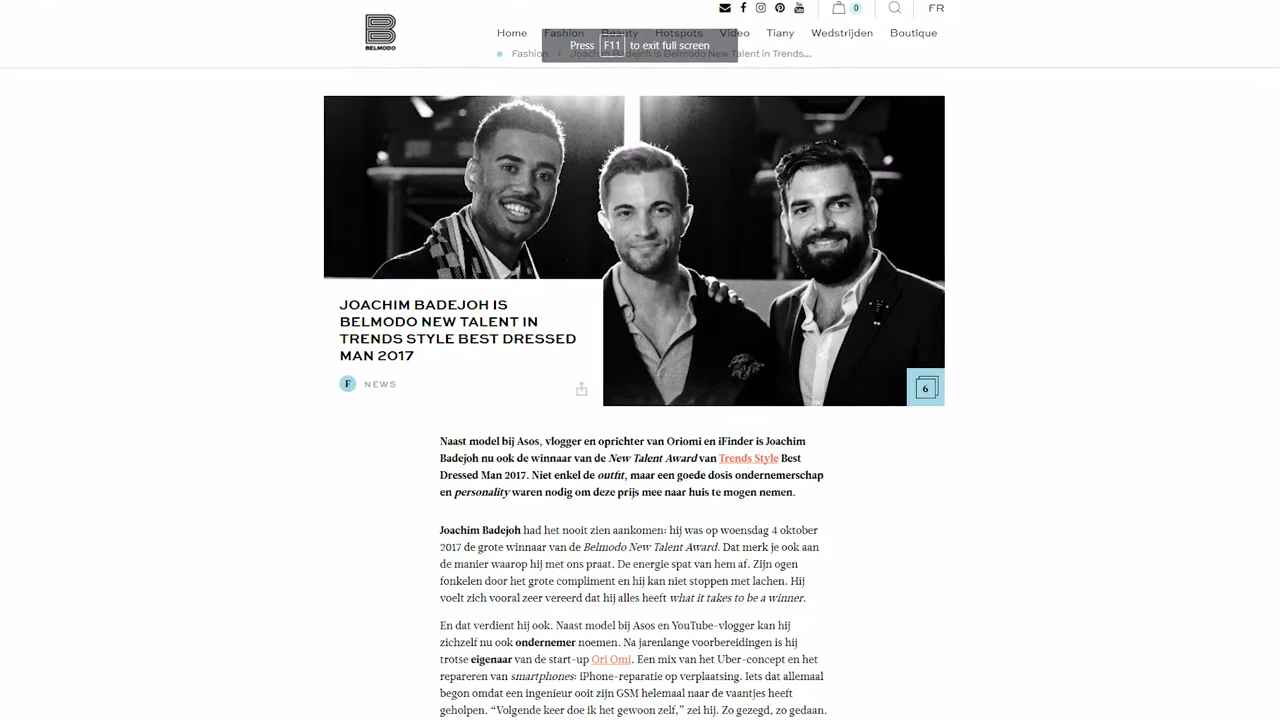 0
FR
BELMODO
Home Fashion Beauty Hotspots Video Tiany Wedstrijden Boutique
Press F11 to exit full screen
Fashion > Joachim Badejoh is Belmodo New Talent in Trends...
JOACHIM BADEJOH IS
BELMODO NEW TALENT IN
TRENDS STYLE BEST DRESSED
MAN 2017
F NEWS
6
Naast model bij Asos, vlogger en oprichter van Oriomi en iFinder is Joachim
Badejoh nu ook de winnaar van de New Talent Award van Trends Style Best
Dressed Man 2017. Niet enkel de outfit, maar een goede dosis ondernemerschap
en personality waren nodig om deze prijs mee naar huis te mogen nemen.
Joachim Badejoh had het nooit zien aankomen: hij was op woensdag 4 oktober
2017 de grote winnaar van de Belmodo New Talent Award. Dat merk je ook aan
de manier waarop hij met ons praat. De energie spat van hem af. Zijn ogen
fonkelen door het grote compliment en hij kan niet stoppen met lachen. Hij
voelt zich vooral zeer vereerd dat hij alles heeft what it takes to be a winner.
En dat verdient hij ook. Naast model bij Asos en YouTube-vlogger kan hij
zichzelf nu ook ondernemer noemen. Na jarenlange voorbereidingen is hij
trotse eigenaar van de start-up Ori Omi. Een mix van het Uber-concept en het
repareren van smartphones: iPhone-reparatie op verplaatsing. Iets dat allemaal
begon omdat een ingenieur ooit zijn GSM helemaal naar de vaantjes heeft
geholpen. “Volgende keer doe ik het gewoon zelf,” zei hij. Zo gezegd, zo gedaan.